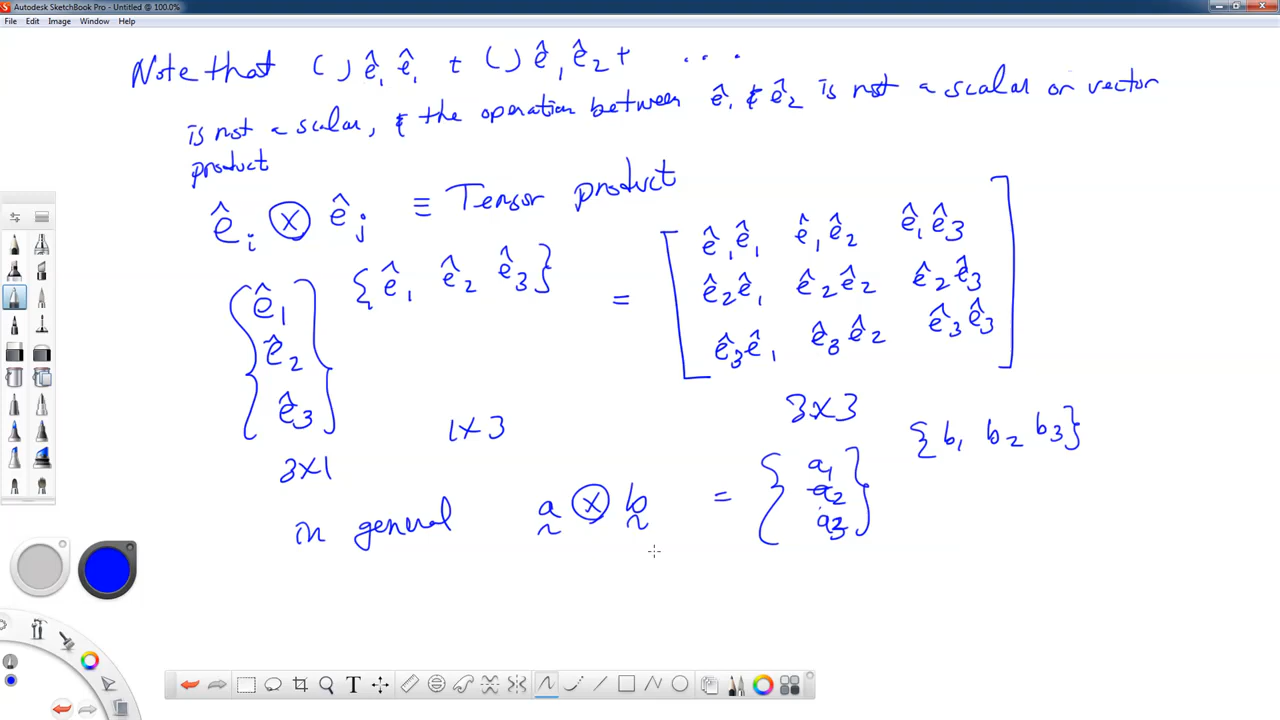 Autodesk SketchBook Pro - Untitled @ 100.0%
File Edit Image Window Help
Note that ( ) ê₁ ê₁ + ( ) ê₁ ê₂ + ...
is not a scalar, & the operation between ê₁ & ê₂ is not a scalar or vector
product
êᵢ ⊗ êⱼ ≡ Tensor product
{ ê₁ ê₂ ê₃ } { ê₁ ê₂ ê₃ } = [ ê₁ê₁ ê₁ê₂ ê₁ê₃
ê₂ê₁ ê₂ê₂ ê₂ê₃
ê₃ê₁ ê₃ê₂ ê₃ê₃ ]
3x1 1x3 3x3
in general a ⊗ b = { a₁ a₂ a₃ } { b₁ b₂ b₃ }
T